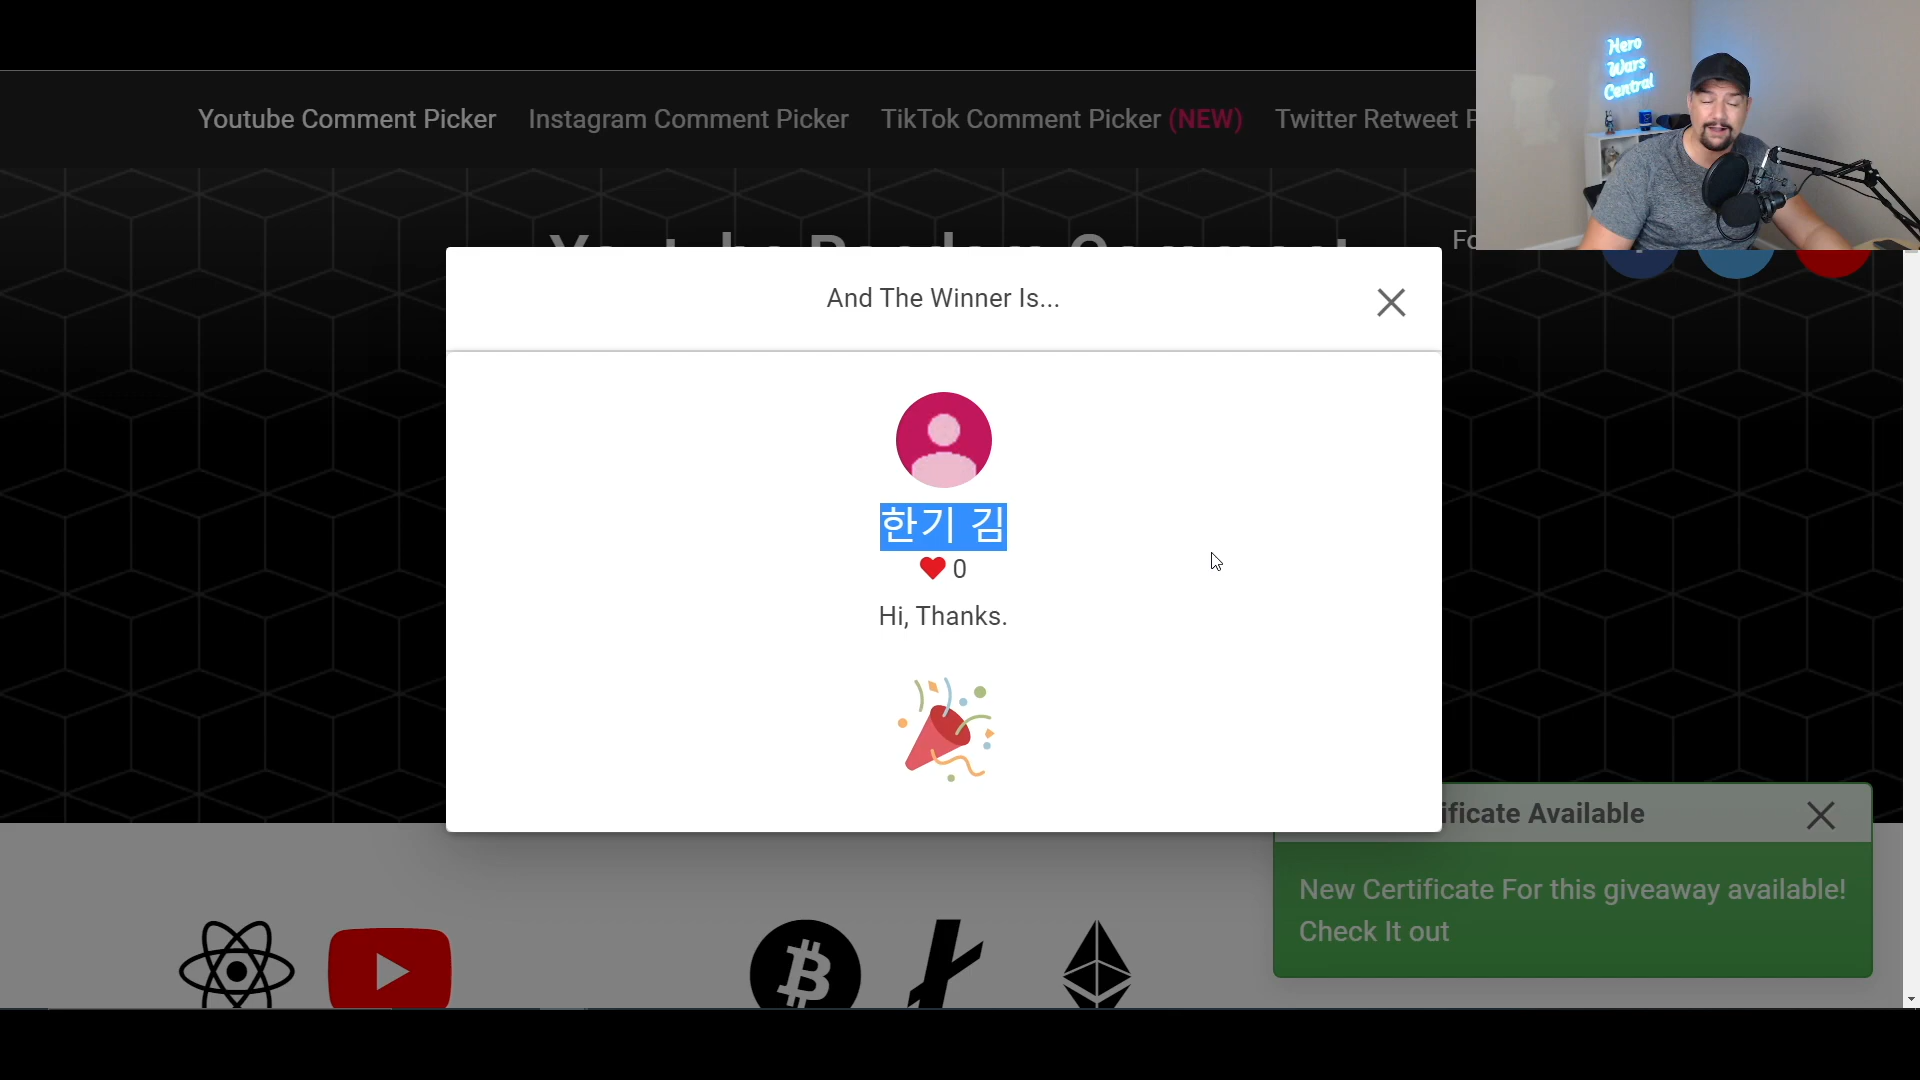 Youtube Comment Picker Instagram Comment Picker TikTok Comment Picker (NEW) Twitter Retweet P
Hero
Wars
Central
Fo
And The Winner Is...
한기 김
0
Hi, Thanks.
ificate Available
New Certificate For this giveaway available!
Check It out